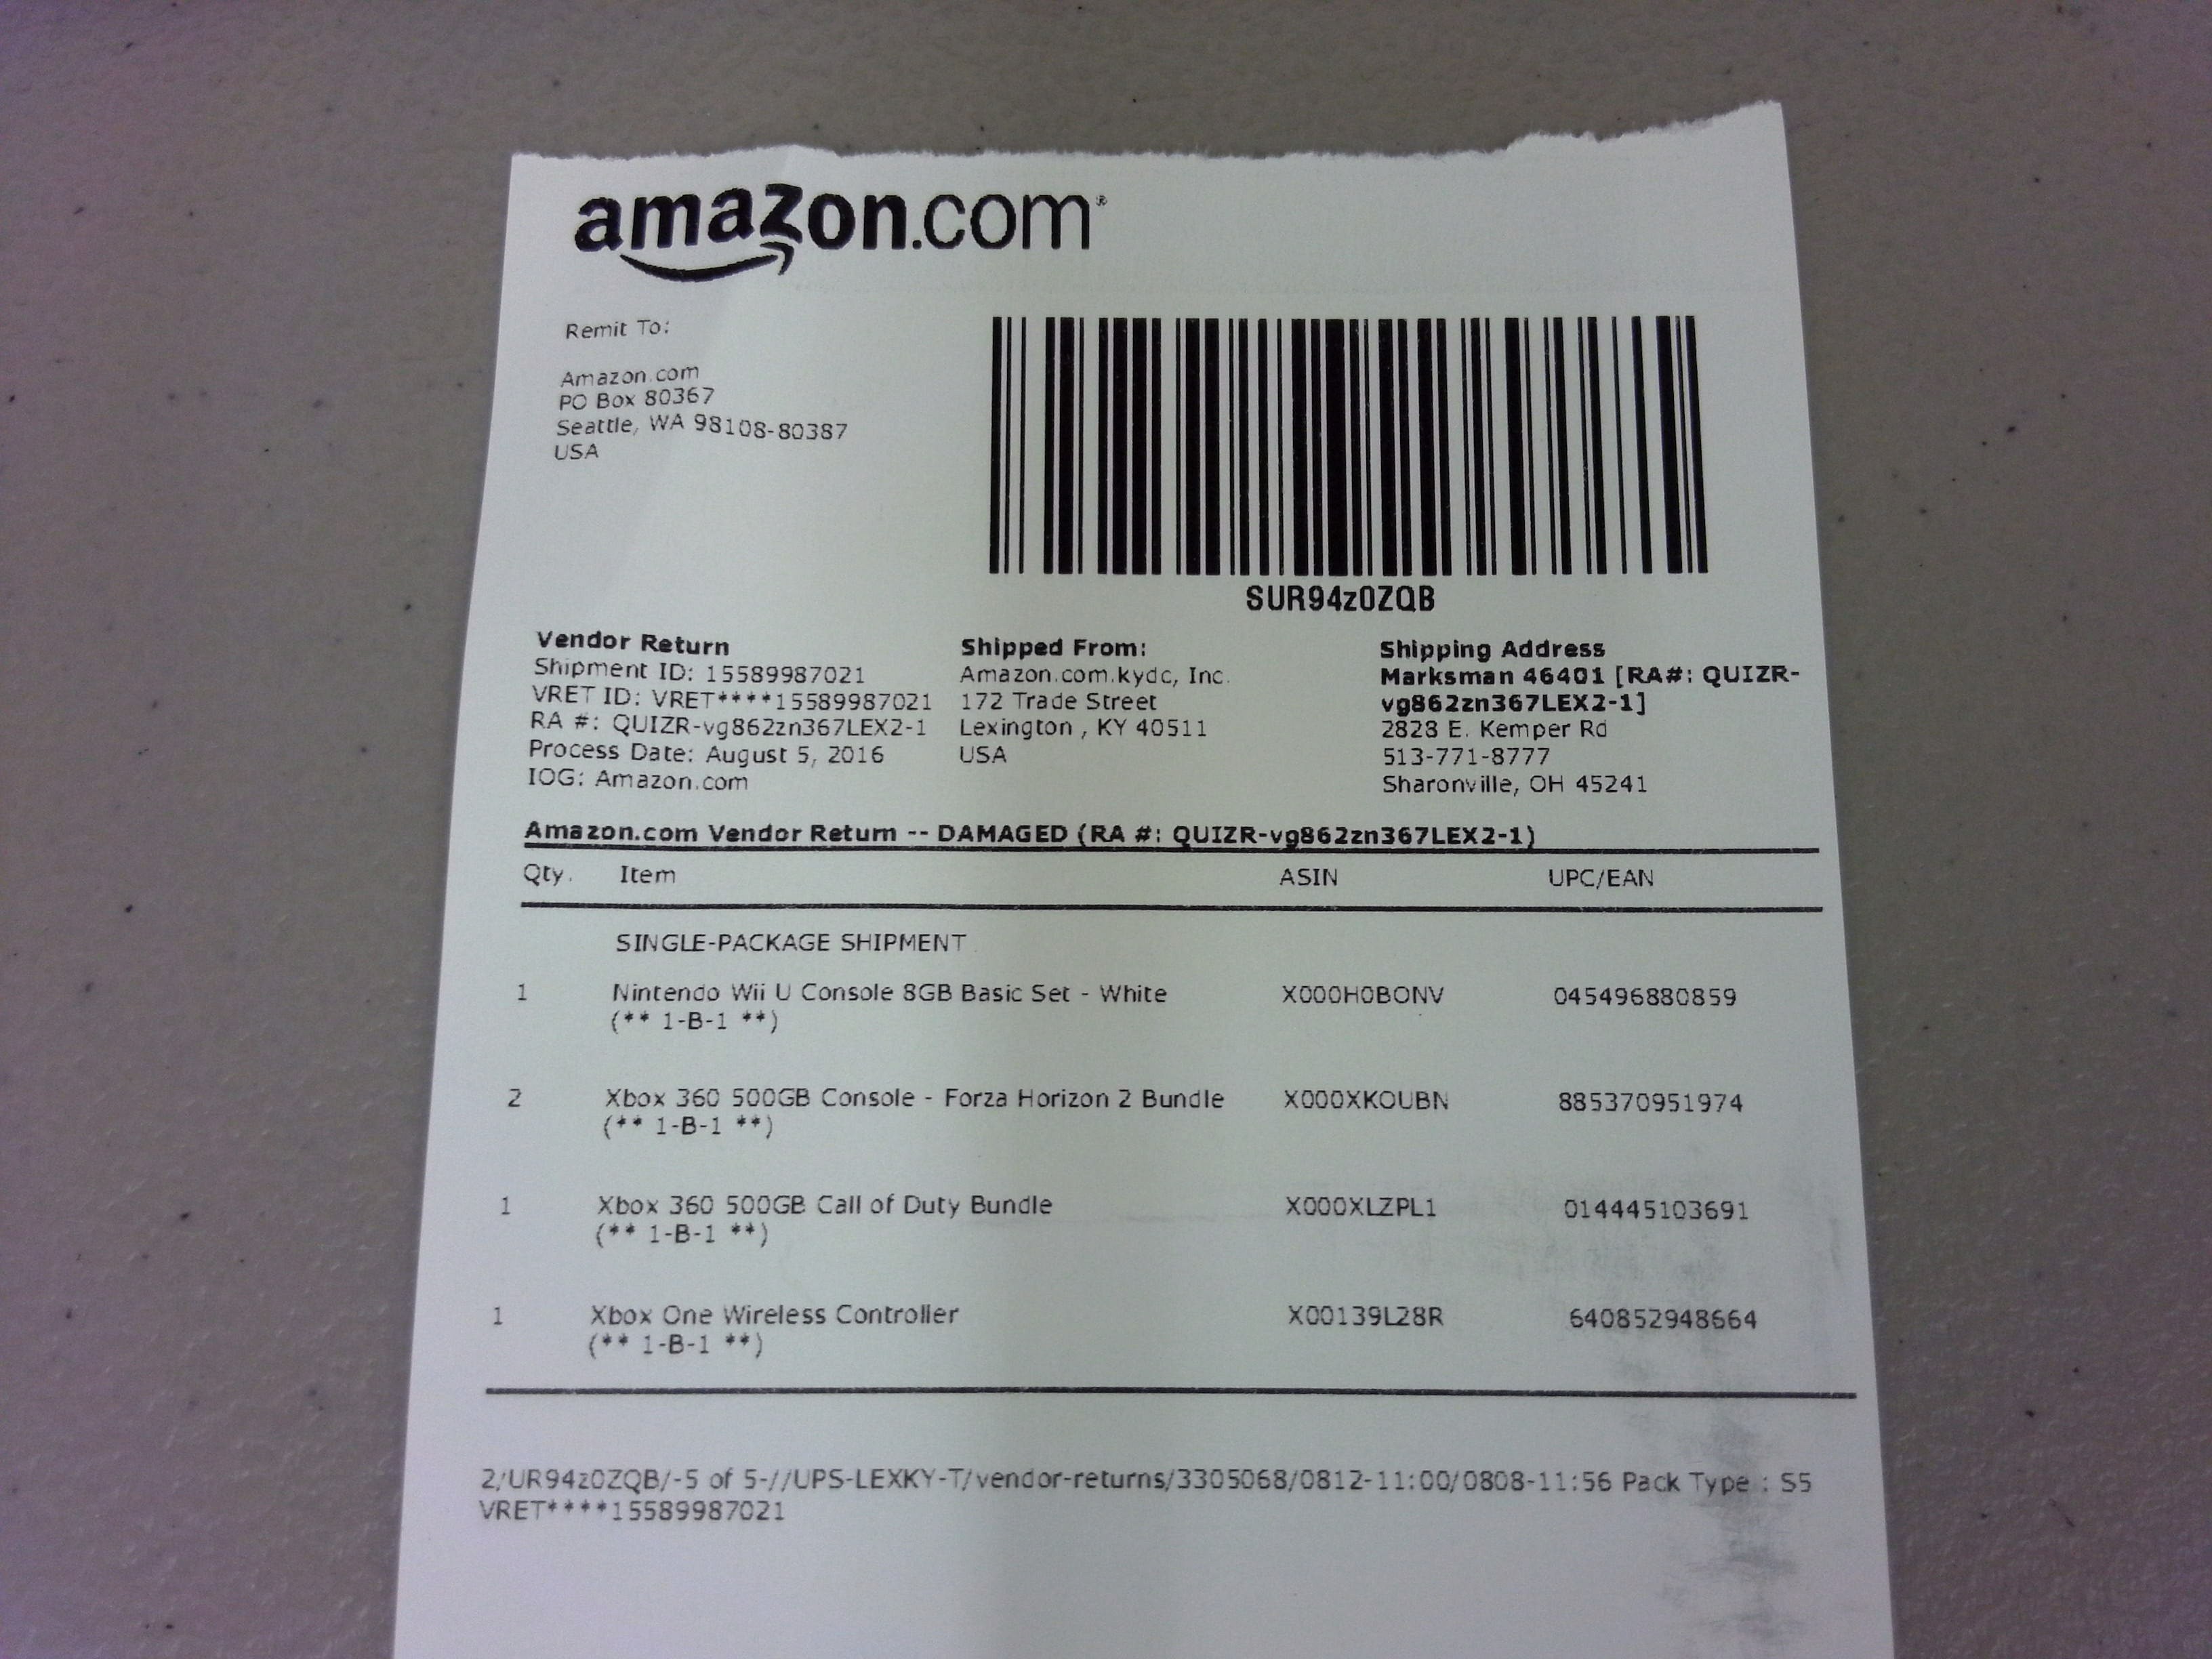 amazon.com®
Remit To:
Amazon.com
PO Box 80367
Seattle, WA 98108-80387
USA
SUR94z0ZQB
Vendor Return
Shipment ID: 15589987021
VRET ID: VRET****15589987021
RA #: QUIZR-vg862zn367LEX2-1
Process Date: August 5, 2016
IOG: Amazon.com
Shipped From:
Amazon.com.kydc, Inc.
172 Trade Street
Lexington , KY 40511
USA
Shipping Address
Marksman 46401 [RA#: QUIZR-
vg862zn367LEX2-1]
2828 E. Kemper Rd
513-771-8777
Sharonville, OH 45241
Amazon.com Vendor Return -- DAMAGED (RA #: QUIZR-vg862zn367LEX2-1)
Qty. Item ASIN UPC/EAN
SINGLE-PACKAGE SHIPMENT
1 Nintendo Wii U Console 8GB Basic Set - White X000H0BONV 045496880859
(** 1-B-1 **)
2 Xbox 360 500GB Console - Forza Horizon 2 Bundle X000XKOUBN 885370951974
(** 1-B-1 **)
1 Xbox 360 500GB Call of Duty Bundle X000XLZPL1 014445103691
(** 1-B-1 **)
1 Xbox One Wireless Controller X00139L28R 640852948664
(** 1-B-1 **)
2/UR94z0ZQB/-5 of 5-//UPS-LEXKY-T/vendor-returns/3305068/0812-11:00/0808-11:56 Pack Type : S5
VRET****15589987021